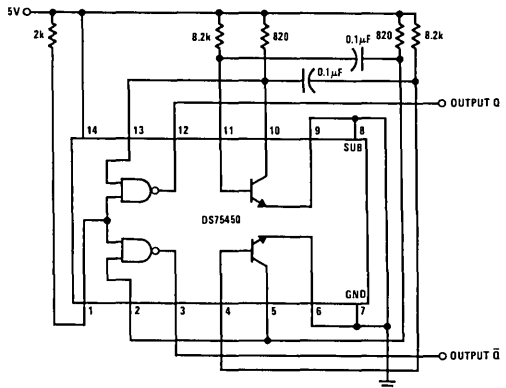 5V
2k
8.2k
820
0.1μF
820
8.2k
0.1μF
OUTPUT Q
14
13
12
11
10
9
8
SUB
DS75450
GND
1
2
3
4
5
6
7
OUTPUT Q̅